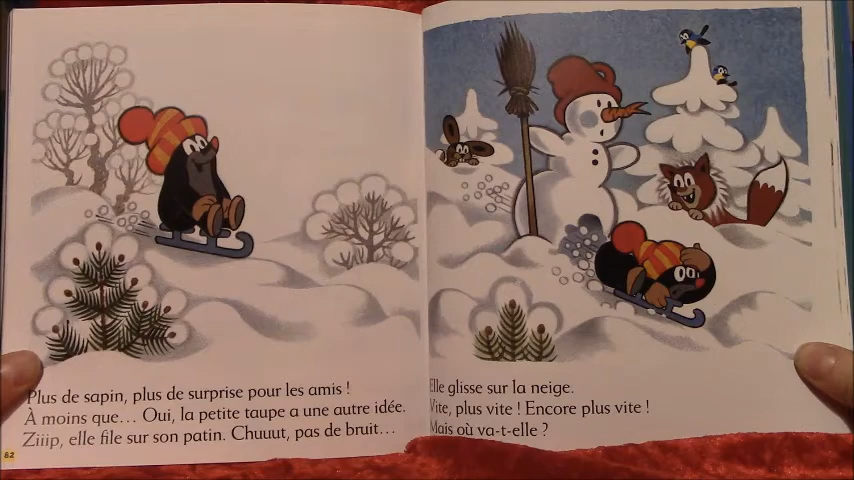 Plus de sapin, plus de surprise pour les amis !
À moins que... Oui, la petite taupe a une autre idée.
Ziiip, elle file sur son patin. Chuuut, pas de bruit...
82
Elle glisse sur la neige.
Vite, plus vite ! Encore plus vite !
Mais où va-t-elle ?